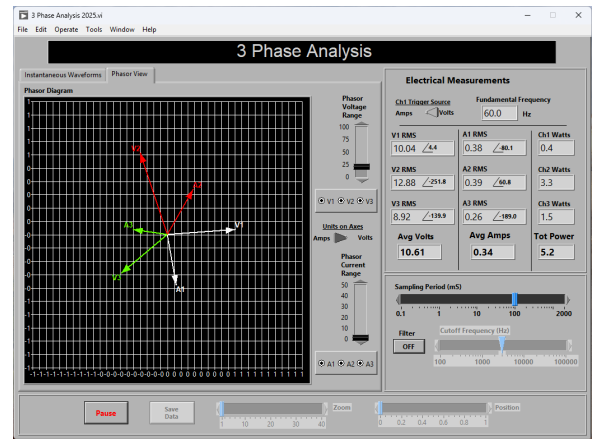 3 Phase Analysis 2025.vi
File Edit Operate Tools Window Help
3 Phase Analysis
Instantaneous Waveforms Phasor View
Phasor Diagram
V2
A2
A3
V1
V3
A1
Phasor
Voltage
Range
100
75
50
25
0
V1 V2 V3
Units on Axes
Amps Volts
Phasor
Current
Range
50
40
30
20
10
0
A1 A2 A3
Electrical Measurements
Ch1 Trigger Source
Amps Volts
Fundamental Frequency
60.0 Hz
V1 RMS A1 RMS Ch1 Watts
10.04 4.4 0.38 -80.1 0.4
V2 RMS A2 RMS Ch2 Watts
12.88 -251.8 0.39 60.8 3.3
V3 RMS A3 RMS Ch3 Watts
8.92 -139.9 0.26 -189.0 1.5
Avg Volts Avg Amps Tot Power
10.61 0.34 5.2
Sampling Period (mS)
0.1 1 10 100 2000
Filter
OFF
Cutoff Frequency (Hz)
100 1000 10000 100000
Pause
Save
Data
Zoom
1 10 20 30 40
Position
0 0.2 0.4 0.6 0.8 1